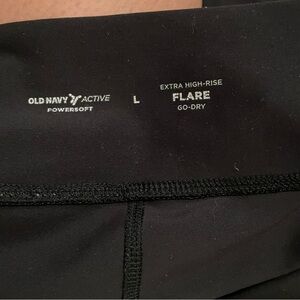 OLD NAVY ACTIVE
POWERSOFT
L
EXTRA HIGH-RISE
FLARE
GO-DRY